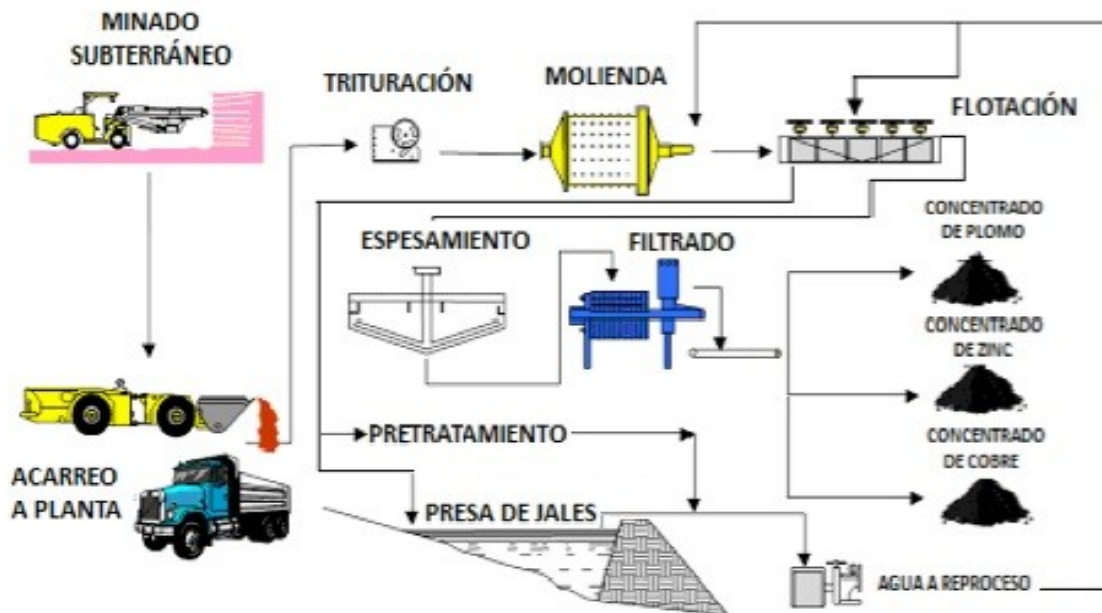 MINADO
SUBTERRÁNEO
TRITURACIÓN
MOLIENDA
FLOTACIÓN
ESPESAMIENTO
FILTRADO
CONCENTRADO
DE PLOMO
CONCENTRADO
DE ZINC
CONCENTRADO
DE COBRE
ACARREO
A PLANTA
PRETRATAMIENTO
PRESA DE JALES
AGUA A REPROCESO